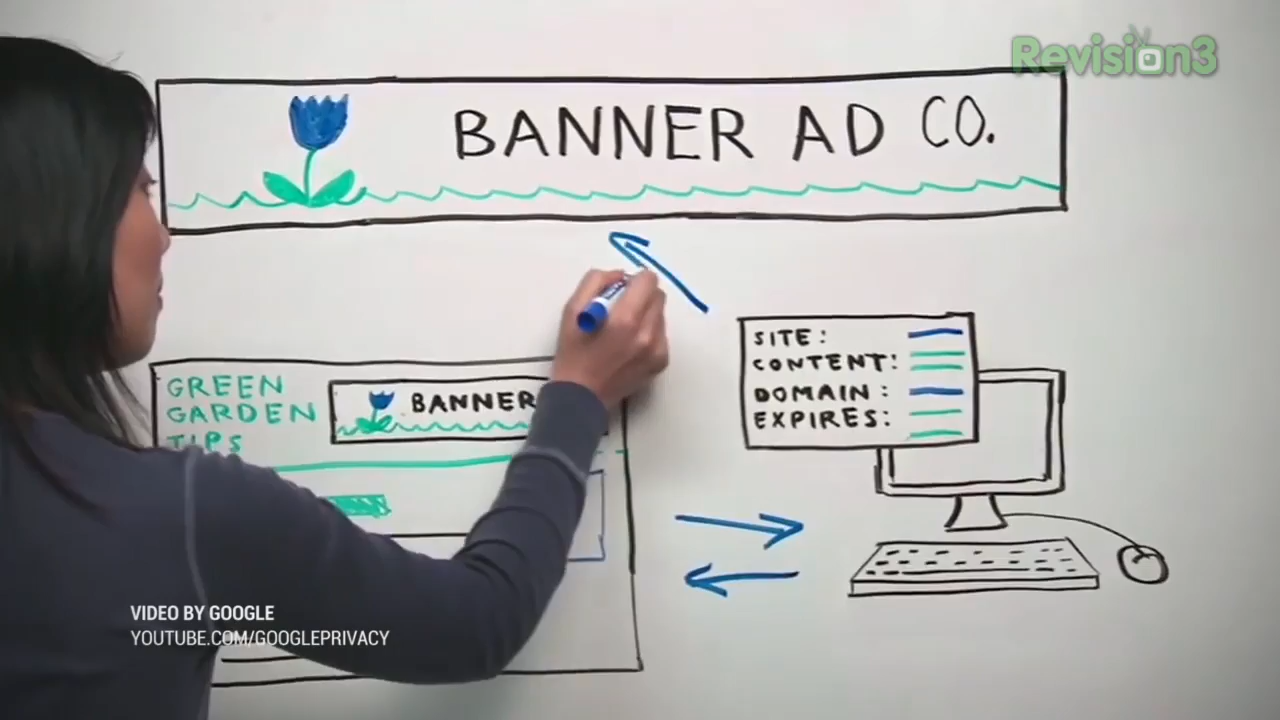 Revision3
BANNER AD CO.
GREEN
GARDEN
TIPS
BANNER
SITE:
CONTENT:
DOMAIN:
EXPIRES:
VIDEO BY GOOGLE
YOUTUBE.COM/GOOGLEPRIVACY